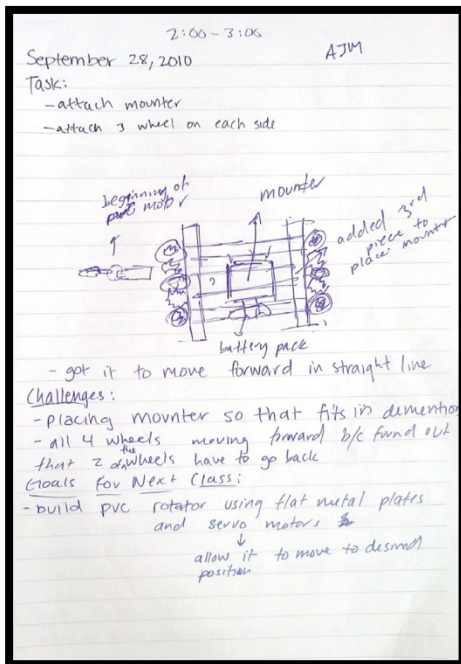 2:00-3:00
AJM
September 28, 2010
Task:
-attach mounter
-attach 3 wheel on each side
beginning of
mounter
added 3rd
piece to
place mounter
battery pack
- got it to move forward in straight line
Challenges:
-placing mounter so that fits in demention
- all 4 wheels moving forward b/c found out
that 2 of the wheels have to go back
Goals for Next Class:
-build pvc rotator using flat metal plates
and servo motors
allow it to move to desired
position